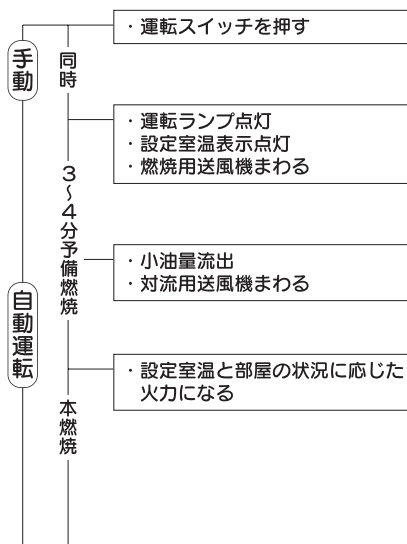 手動
同時
・運転スイッチを押す
・運転ランプ点灯
・設定室温表示点灯
・燃焼用送風機まわる
3〜4分予備燃焼
・小油量流出
・対流用送風機まわる
自動運転
・設定室温と部屋の状況に応じた
火力になる
本燃焼